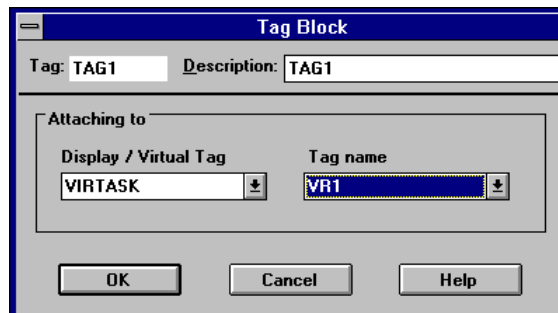 Tag Block
Tag: TAG1 Description: TAG1
Attaching to
Display / Virtual Tag Tag name
VIRTASK VR1
OK Cancel Help